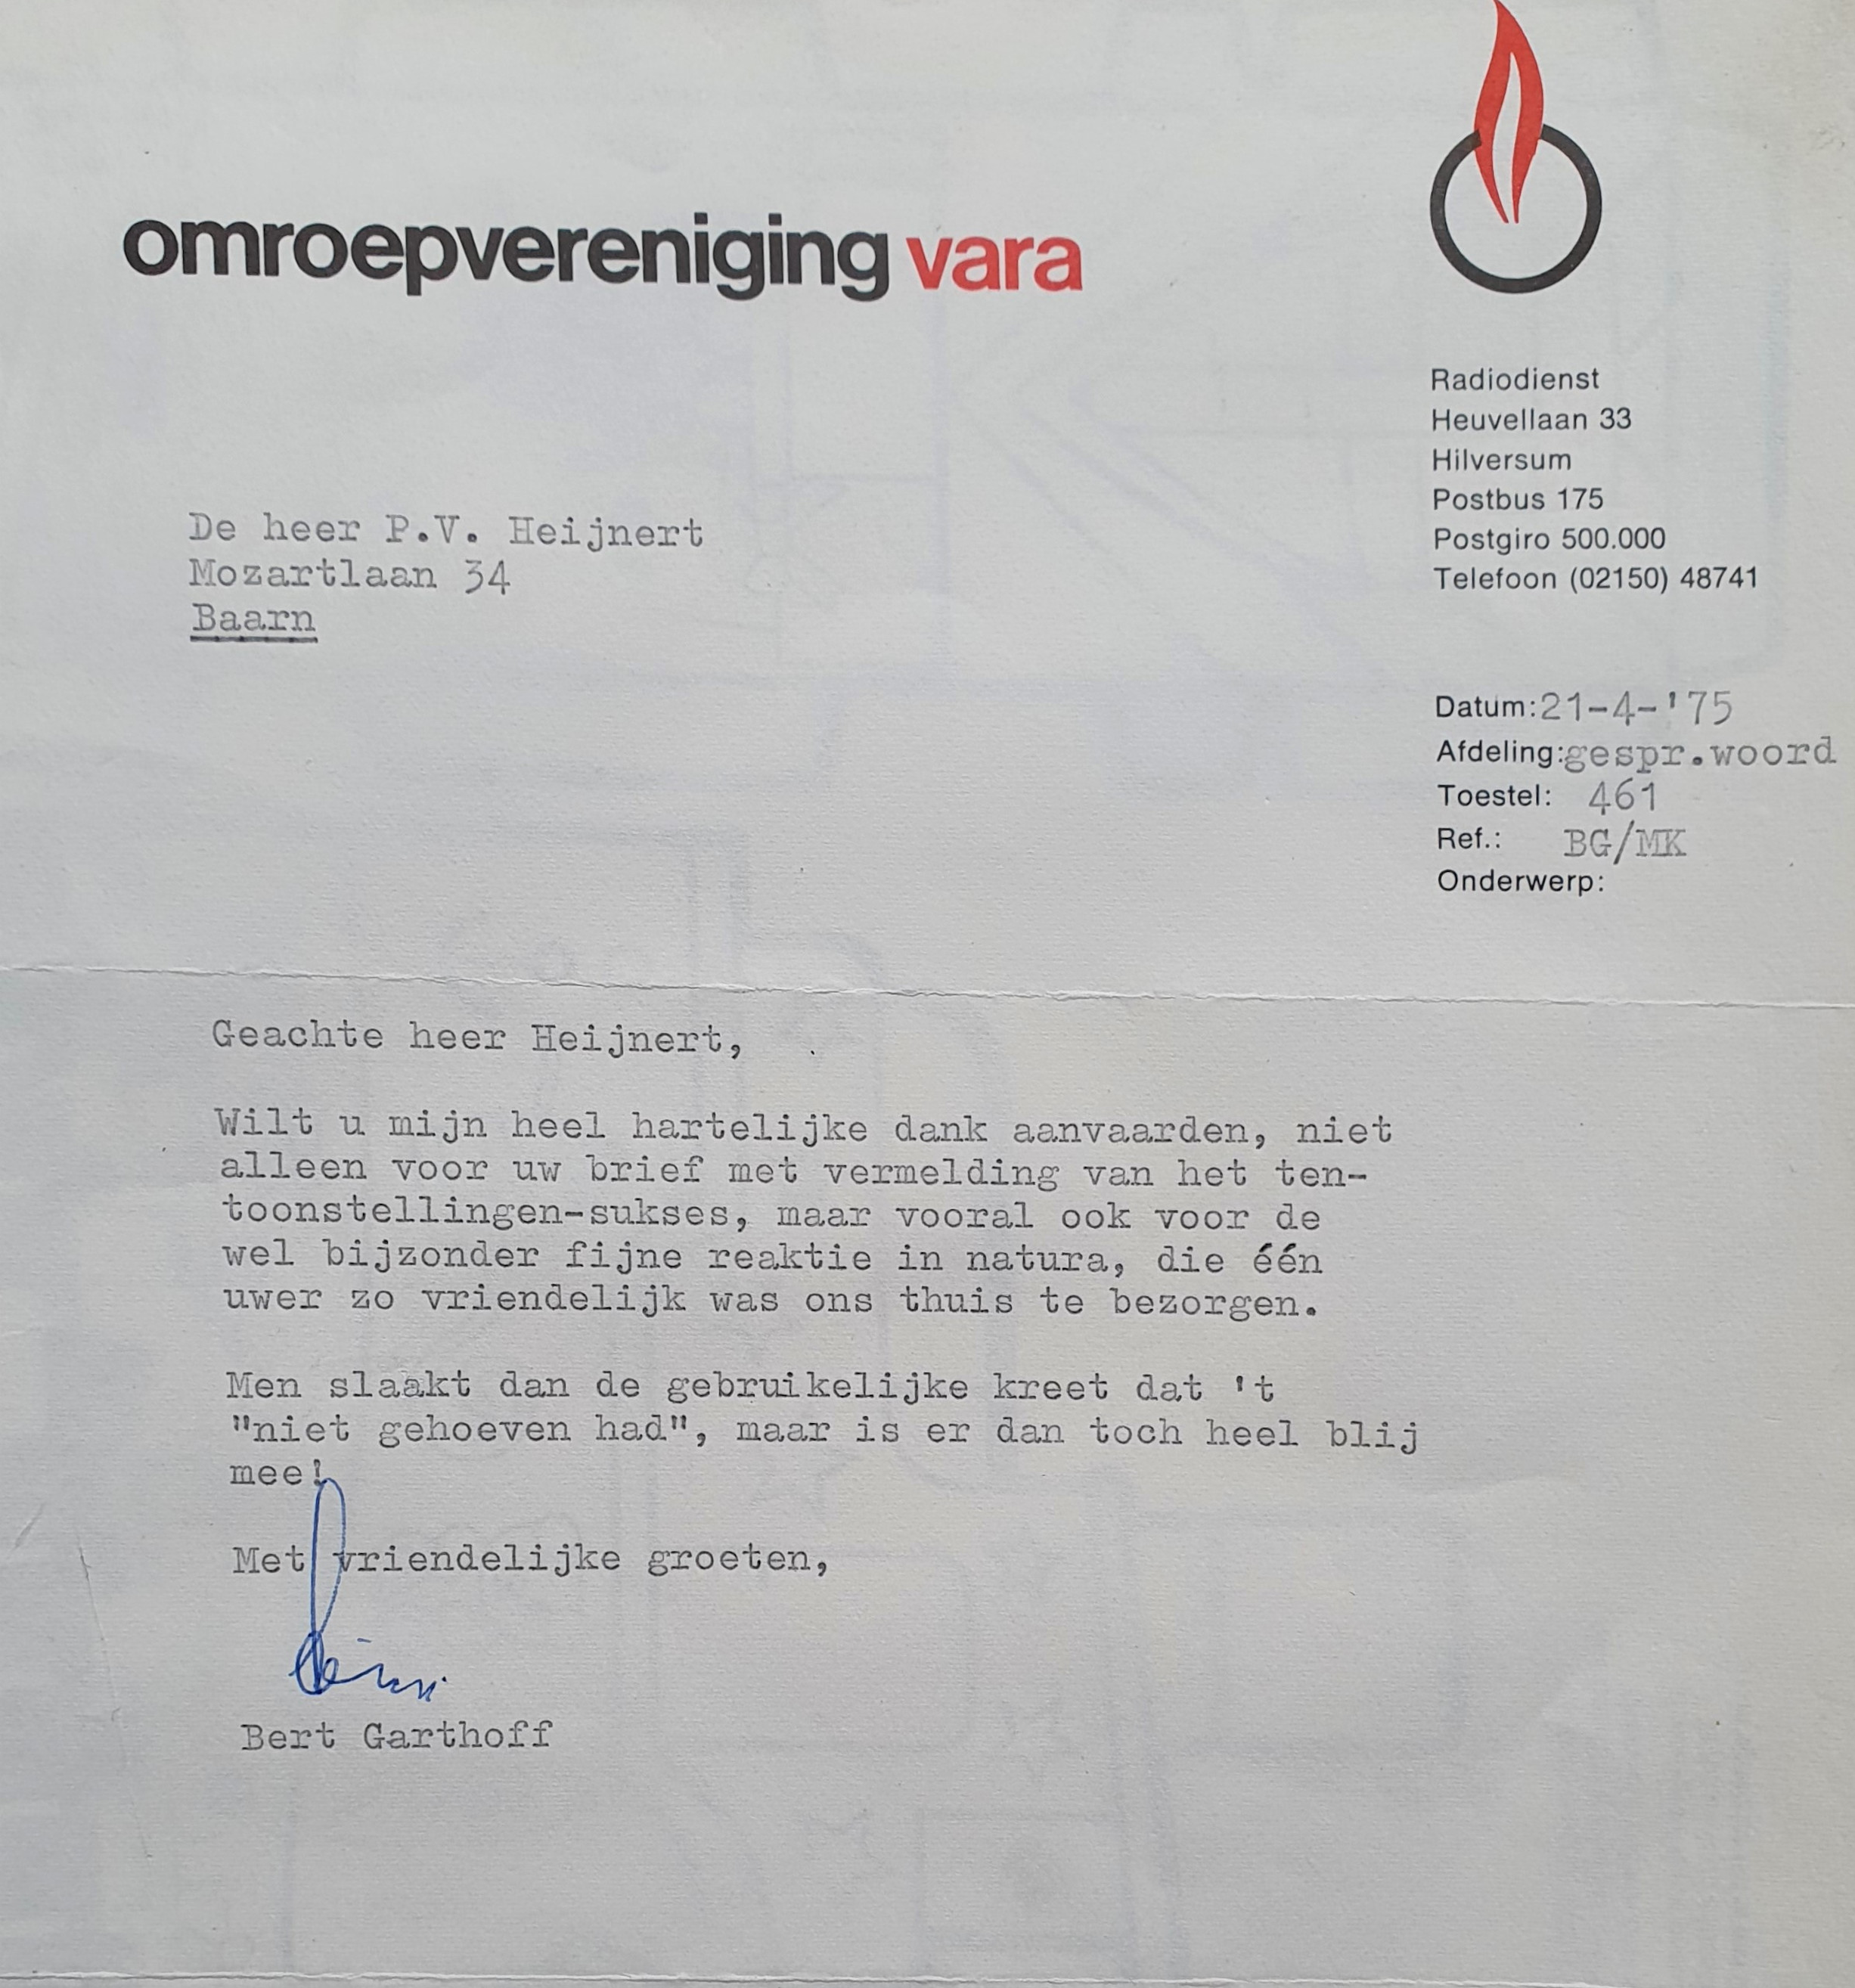 omroepvereniging vara
Radiodienst
Heuvellaan 33
Hilversum
Postbus 175
Postgiro 500.000
Telefoon (02150) 48741
De heer P.V. Heijnert
Mozartlaan 34
Baarn
Datum: 21-4-'75
Afdeling: gespr.woord
Toestel: 461
Ref.: BG/MK
Onderwerp:
Geachte heer Heijnert,
Wilt u mijn heel hartelijke dank aanvaarden, niet
alleen voor uw brief met vermelding van het ten-
toonstellingen-sukses, maar vooral ook voor de
wel bijzonder fijne reaktie in natura, die één
uwer zo vriendelijk was ons thuis te bezorgen.
Men slaakt dan de gebruikelijke kreet dat 't
"niet gehoeven had", maar is er dan toch heel blij
mee!
Met vriendelijke groeten,
Bert Garthoff